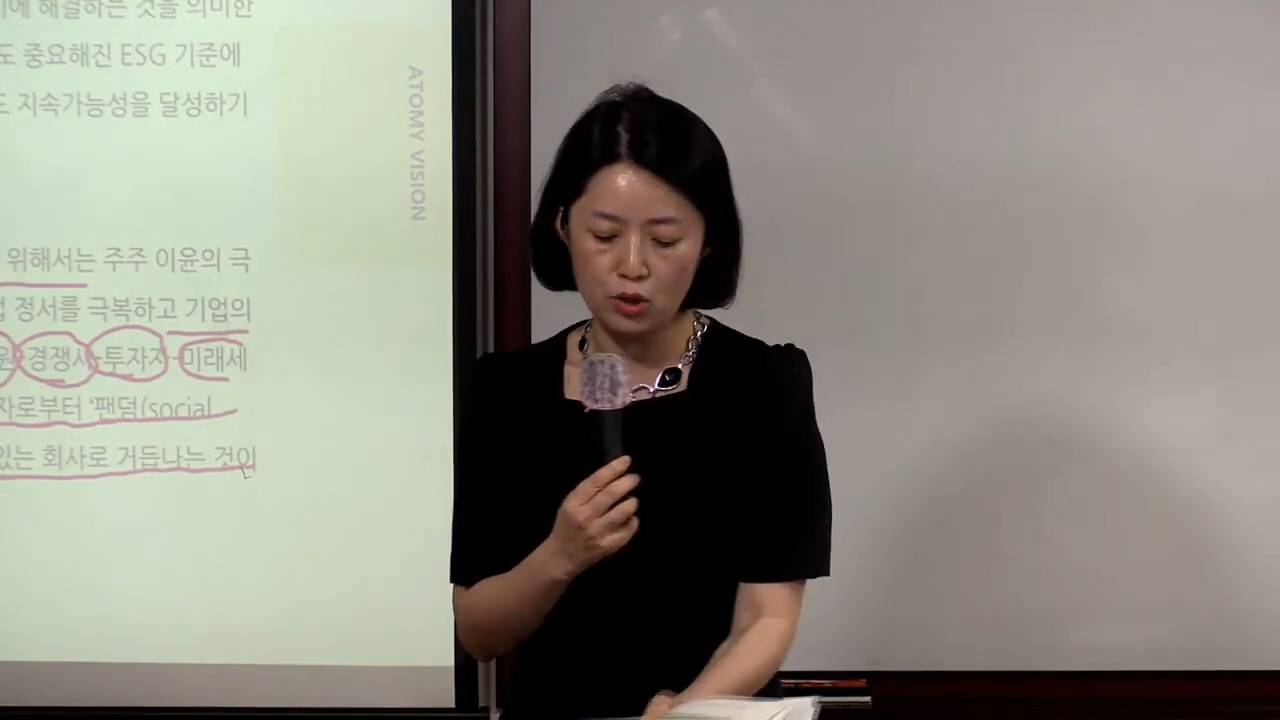 에 해결하는 것을 의미한
도 중요해진 ESG 기준에
도 지속가능성을 달성하기
ATOMY VISION
위해서는 주주 이윤의 극
정서를 극복하고 기업의
원-경쟁사-투자자-미래세
자로부터 '팬덤(social
있는 회사로 거듭나는 것이